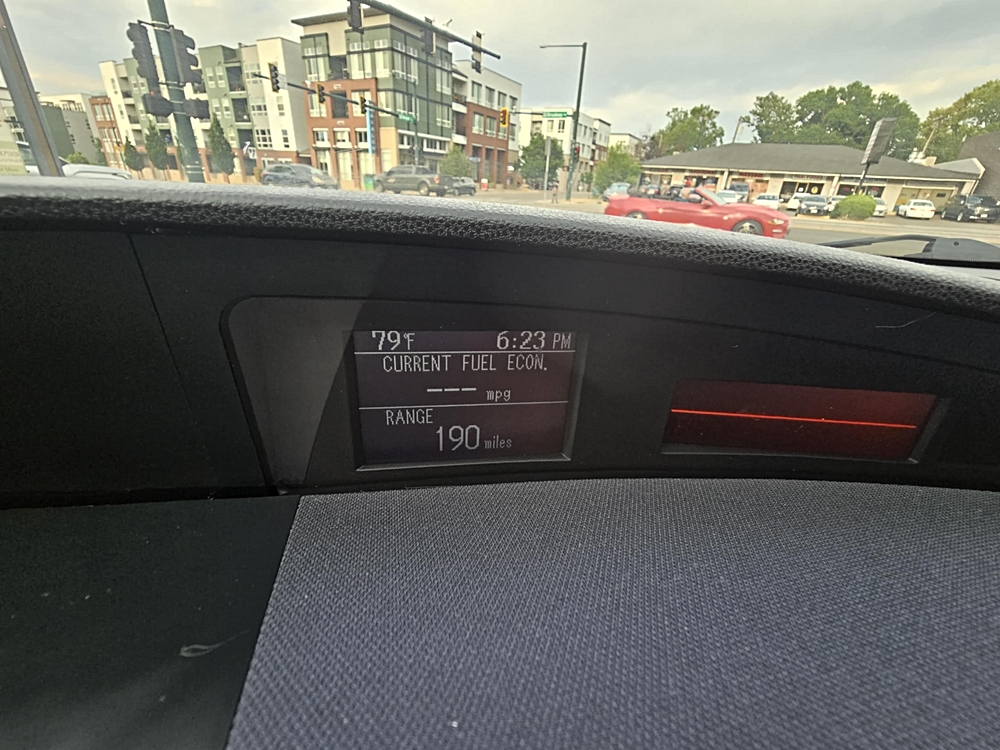 79°F 6:23 PM
CURRENT FUEL ECON.
--- mpg
RANGE
190 miles